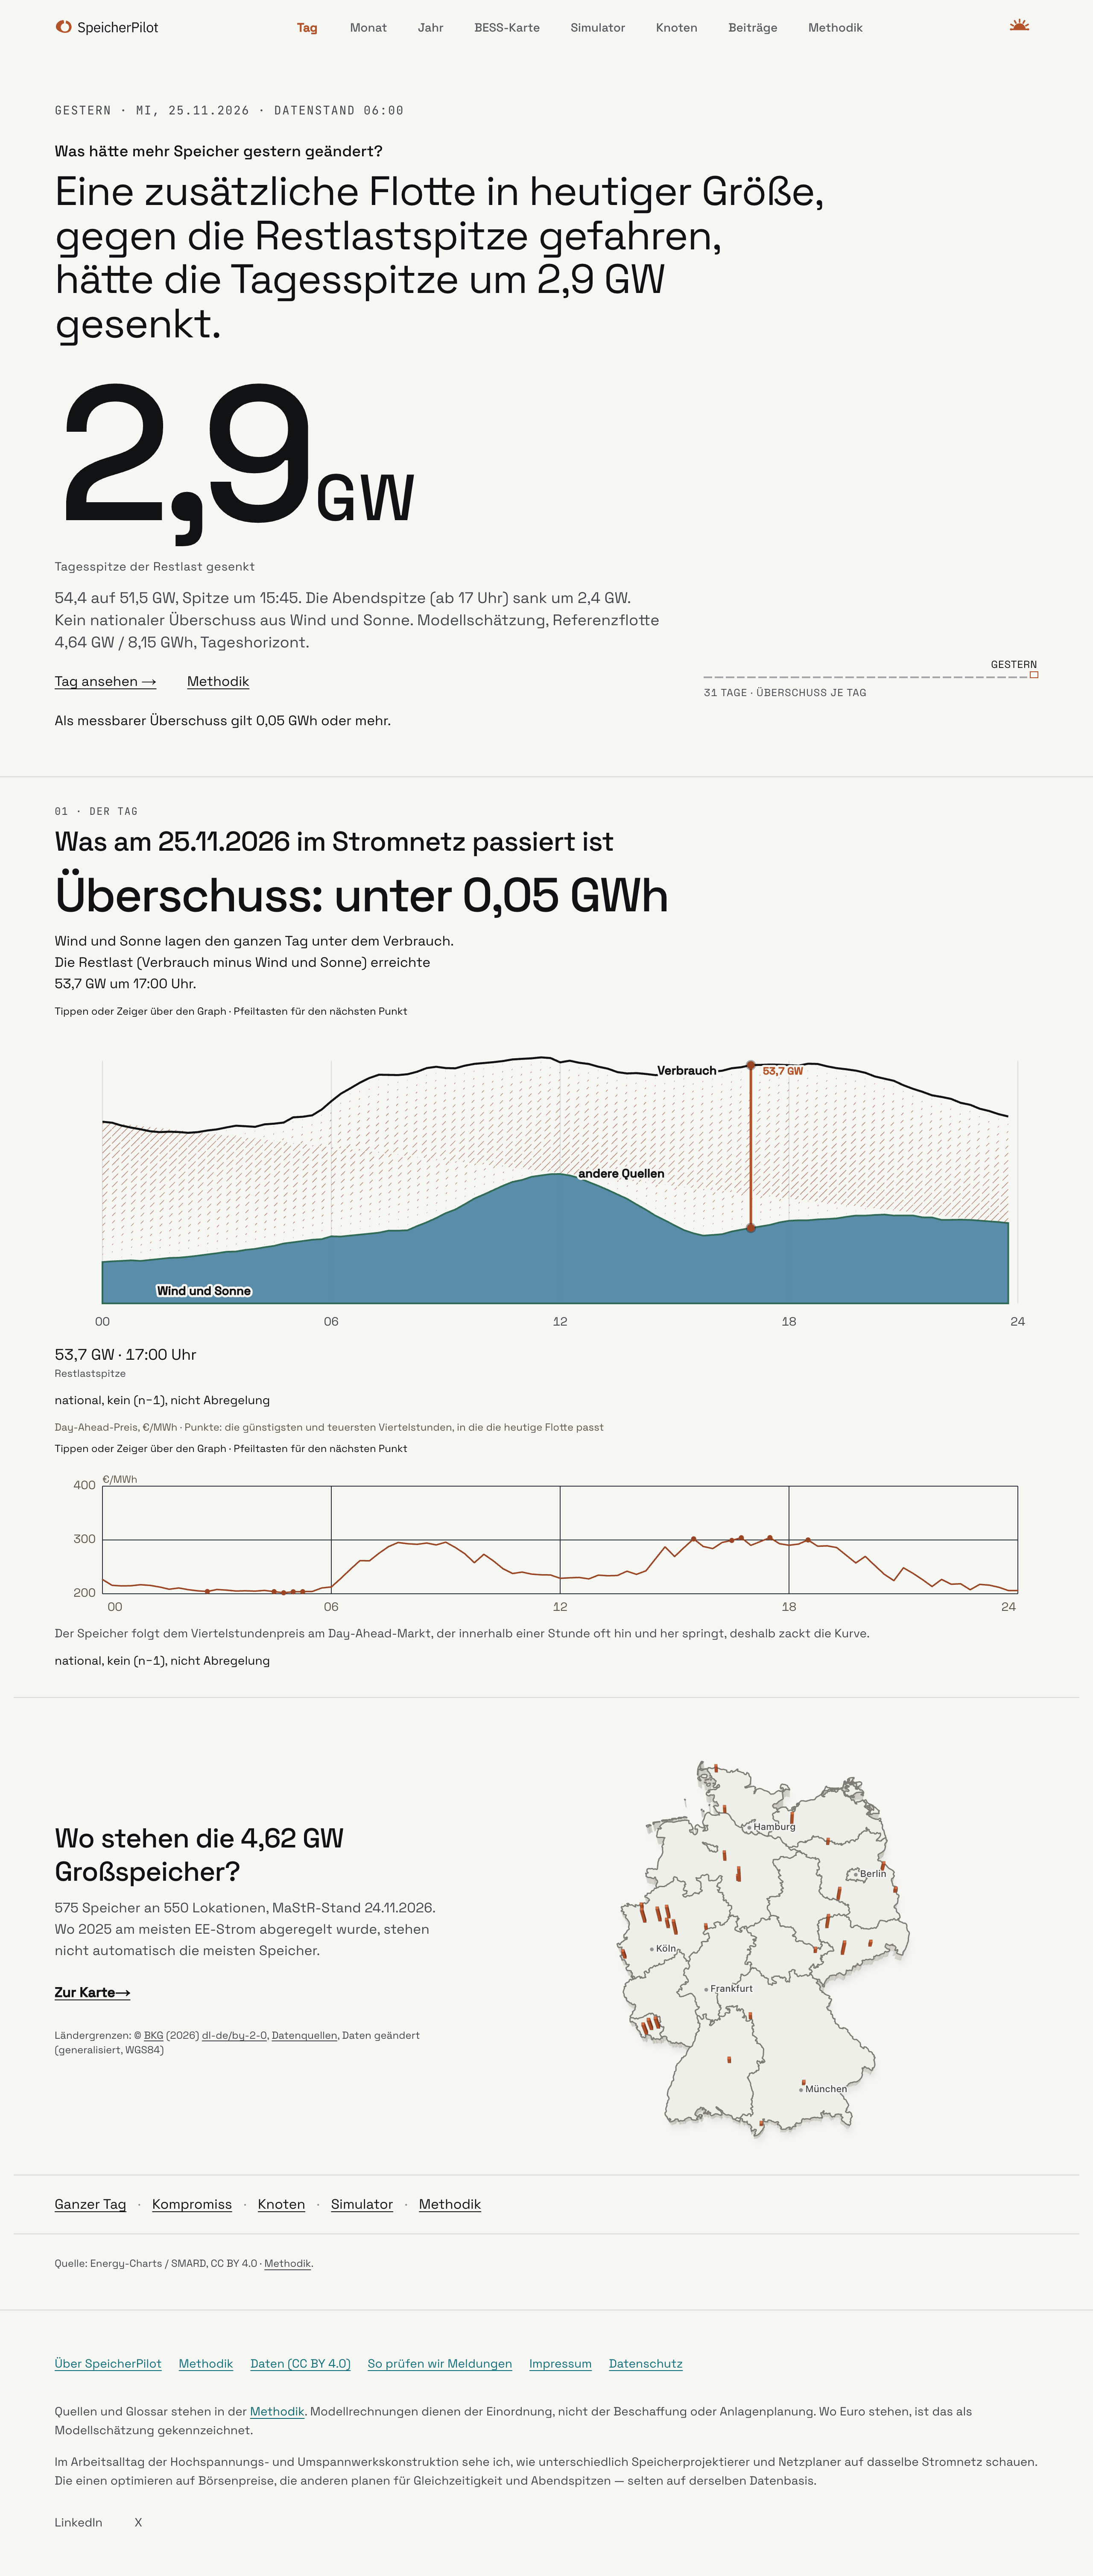 SpeicherPilot
Tag Monat Jahr BESS-Karte Simulator Knoten Beiträge Methodik
GESTERN · MI, 25.11.2026 · DATENSTAND 06:00
Was hätte mehr Speicher gestern geändert?
Eine zusätzliche Flotte in heutiger Größe,
gegen die Restlastspitze gefahren,
hätte die Tagesspitze um 2,9 GW
gesenkt.
2,9 GW
Tagesspitze der Restlast gesenkt
54,4 auf 51,5 GW, Spitze um 15:45. Die Abendspitze (ab 17 Uhr) sank um 2,4 GW.
Kein nationaler Überschuss aus Wind und Sonne. Modellschätzung, Referenzflotte
4,64 GW / 8,15 GWh, Tageshorizont.
Tag ansehen → Methodik
GESTERN
31 TAGE · ÜBERSCHUSS JE TAG
Als messbarer Überschuss gilt 0,05 GWh oder mehr.
01 · DER TAG
Was am 25.11.2026 im Stromnetz passiert ist
Überschuss: unter 0,05 GWh
Wind und Sonne lagen den ganzen Tag unter dem Verbrauch.
Die Restlast (Verbrauch minus Wind und Sonne) erreichte
53,7 GW um 17:00 Uhr.
Tippen oder Zeiger über den Graph · Pfeiltasten für den nächsten Punkt
Verbrauch
53,7 GW
andere Quellen
Wind und Sonne
00 06 12 18 24
53,7 GW · 17:00 Uhr
Restlastspitze
national, kein (n−1), nicht Abregelung
Day-Ahead-Preis, €/MWh · Punkte: die günstigsten und teuersten Viertelstunden, in die die heutige Flotte passt
Tippen oder Zeiger über den Graph · Pfeiltasten für den nächsten Punkt
€/MWh
400
300
200
00 06 12 18 24
Der Speicher folgt dem Viertelstundenpreis am Day-Ahead-Markt, der innerhalb einer Stunde oft hin und her springt, deshalb zackt die Kurve.
national, kein (n−1), nicht Abregelung
Wo stehen die 4,62 GW
Großspeicher?
575 Speicher an 550 Lokationen, MaStR-Stand 24.11.2026.
Wo 2025 am meisten EE-Strom abgeregelt wurde, stehen
nicht automatisch die meisten Speicher.
Zur Karte→
Ländergrenzen: © BKG (2026) dl-de/by-2-0, Datenquellen, Daten geändert
(generalisiert, WGS84)
Hamburg
Berlin
Köln
Frankfurt
München
Ganzer Tag · Kompromiss · Knoten · Simulator · Methodik
Quelle: Energy-Charts / SMARD, CC BY 4.0 · Methodik.
Über SpeicherPilot Methodik Daten (CC BY 4.0) So prüfen wir Meldungen Impressum Datenschutz
Quellen und Glossar stehen in der Methodik. Modellrechnungen dienen der Einordnung, nicht der Beschaffung oder Anlagenplanung. Wo Euro stehen, ist das als
Modellschätzung gekennzeichnet.
Im Arbeitsalltag der Hochspannungs- und Umspannwerkskonstruktion sehe ich, wie unterschiedlich Speicherprojektierer und Netzplaner auf dasselbe Stromnetz schauen.
Die einen optimieren auf Börsenpreise, die anderen planen für Gleichzeitigkeit und Abendspitzen — selten auf derselben Datenbasis.
LinkedIn X